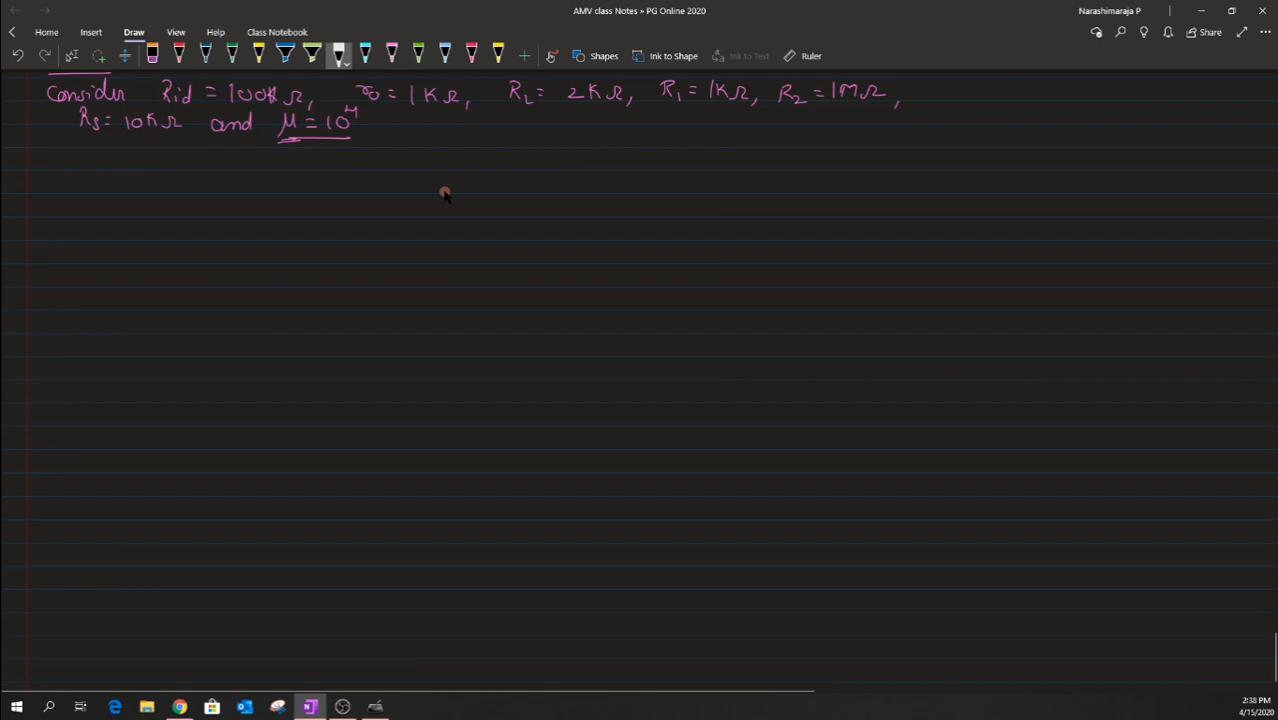 AMV class Notes » PG Online 2020
Narashimaraja P
Home Insert Draw View Help Class Notebook
Share
Shapes Ink to Shape Ink to Text Ruler
Consider Rid = 100KΩ, ro = 1KΩ, RL = 2KΩ, R1 = 1KΩ, R2 = 1MΩ,
Rs = 10KΩ and μ = 10⁴
2:38 PM
4/15/2020